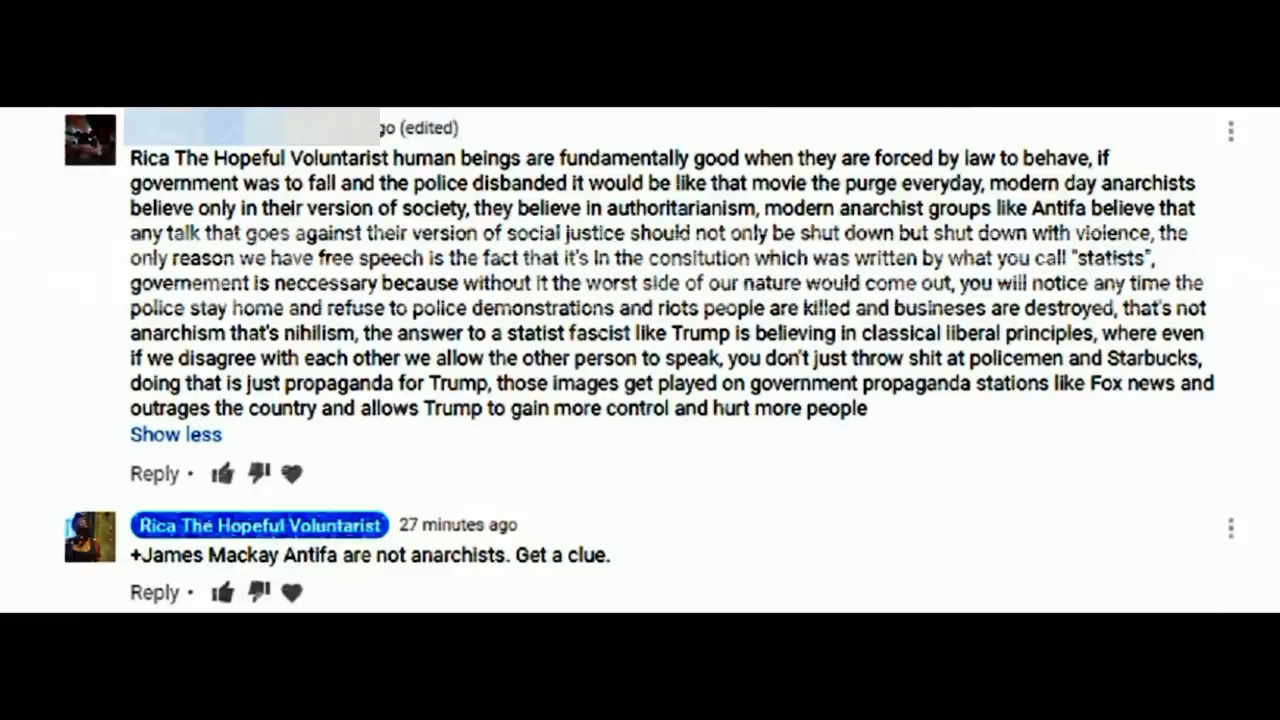 go (edited)
Rica The Hopeful Voluntarist human beings are fundamentally good when they are forced by law to behave, if
government was to fall and the police disbanded it would be like that movie the purge everyday, modern day anarchists
believe only in their version of society, they believe in authoritarianism, modern anarchist groups like Antifa believe that
any talk that goes against their version of social justice should not only be shut down but shut down with violence, the
only reason we have free speech is the fact that it's in the consitution which was written by what you call "statists",
governement is neccessary because without it the worst side of our nature would come out, you will notice any time the
police stay home and refuse to police demonstrations and riots people are killed and busineses are destroyed, that's not
anarchism that's nihilism, the answer to a statist fascist like Trump is believing in classical liberal principles, where even
if we disagree with each other we allow the other person to speak, you don't just throw shit at policemen and Starbucks,
doing that is just propaganda for Trump, those images get played on government propaganda stations like Fox news and
outrages the country and allows Trump to gain more control and hurt more people
Show less
Reply •
Rica The Hopeful Voluntarist 27 minutes ago
+James Mackay Antifa are not anarchists. Get a clue.
Reply •